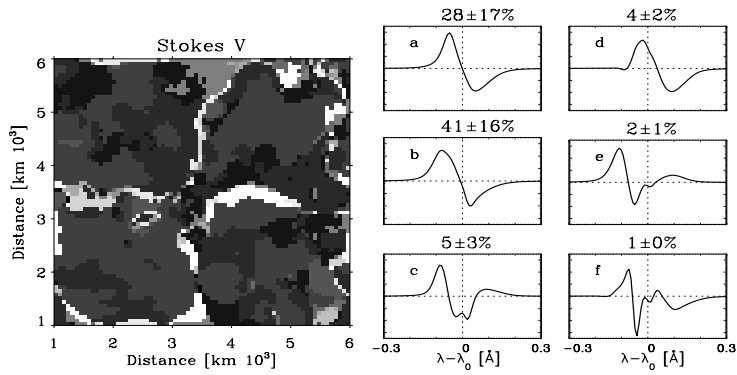 Stokes V
6
5
4
3
2
1
1 2 3 4 5 6
Distance [km 10³]
Distance [km 10³]
28±17%
a
4±2%
d
41±16%
b
2±1%
e
5±3%
c
1±0%
f
−0.3 0 0.3
λ−λ₀ [Å]
−0.3 0 0.3
λ−λ₀ [Å]